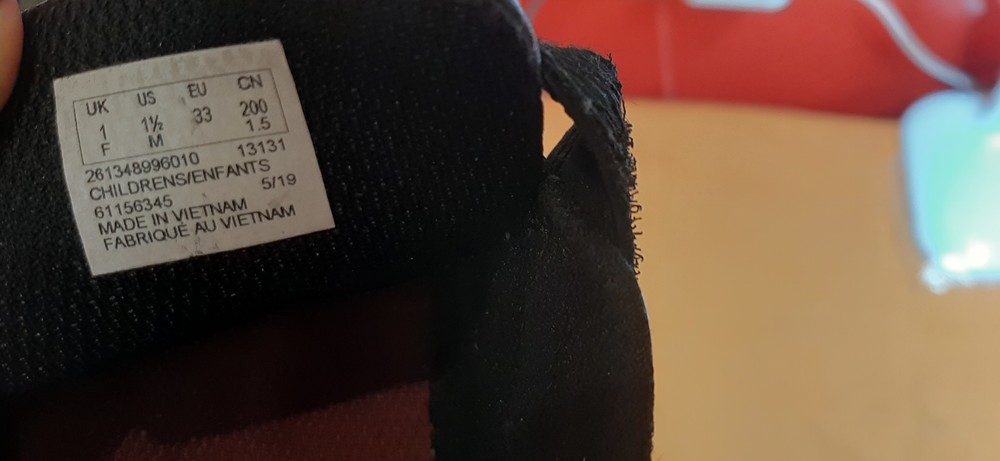 UK US EU CN
1 1½ 33 200
F M 1.5
261348996010 13131
CHILDRENS/ENFANTS
61156345 5/19
MADE IN VIETNAM
FABRIQUÉ AU VIETNAM